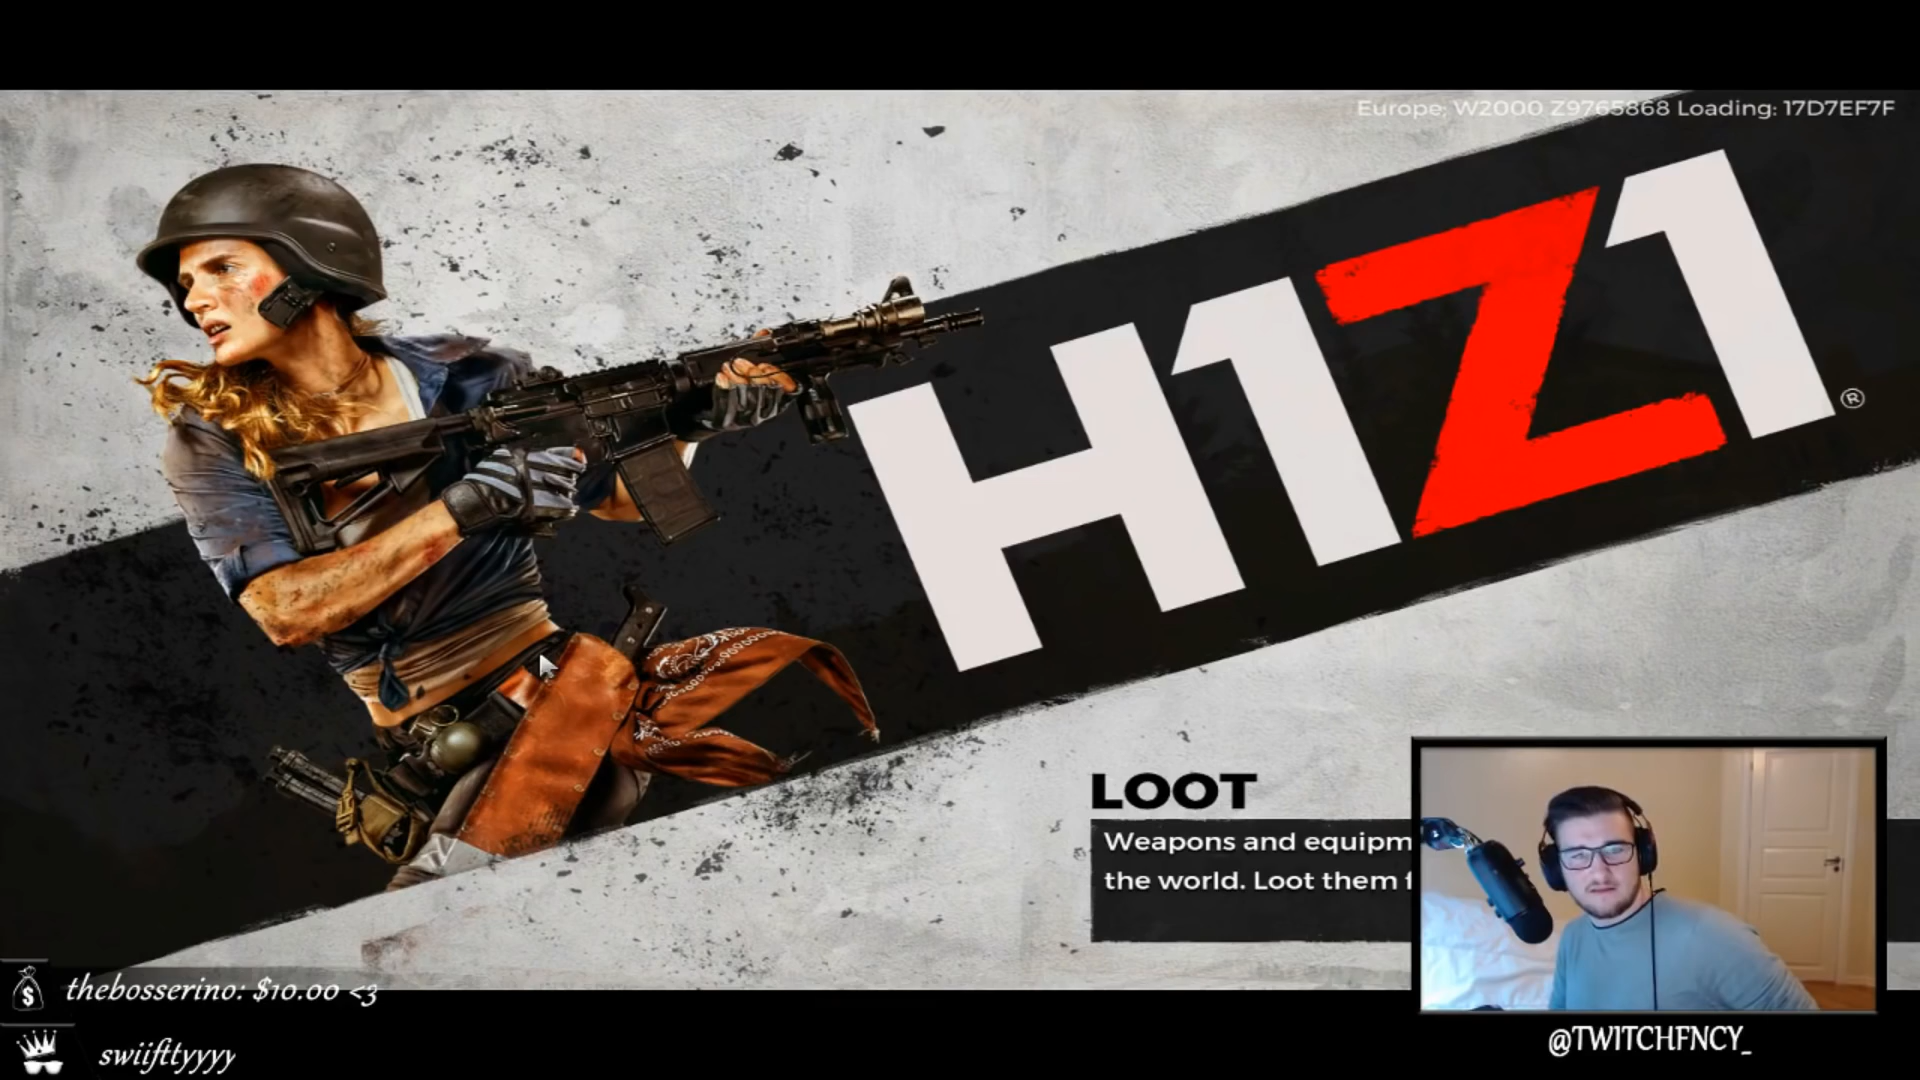 Europe; W2000 Z9765868 Loading: 17D7EF7F
H1Z1®
LOOT
Weapons and equipm
the world. Loot them f
thebosserino: $10.00 <3
swiifttyyyy
@TWITCHFNCY_